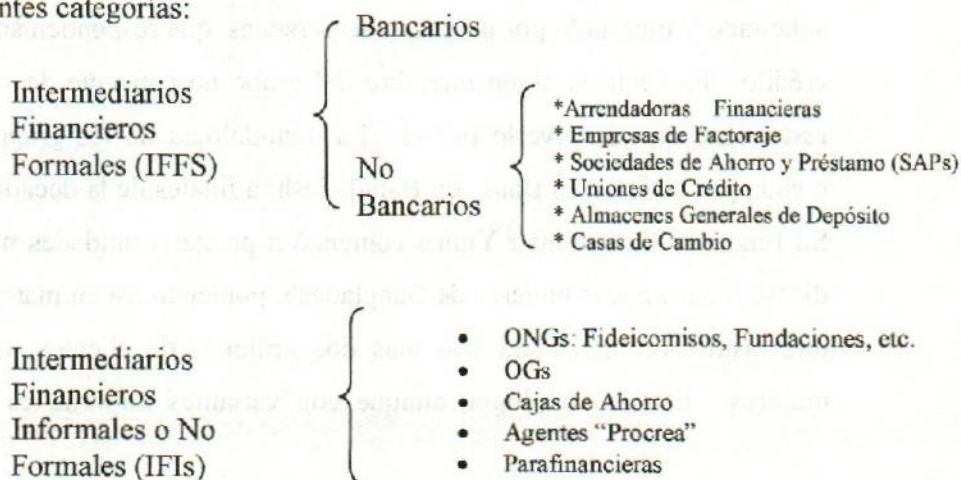 ntes categorías:
Intermediarios
Financieros
Formales (IFFS)
Bancarios
No
Bancarios
*Arrendadoras Financieras
* Empresas de Factoraje
* Sociedades de Ahorro y Préstamo (SAPs)
* Uniones de Crédito
* Almacenes Generales de Depósito
* Casas de Cambio
Intermediarios
Financieros
Informales o No
Formales (IFIs)
• ONGs: Fideicomisos, Fundaciones, etc.
• OGs
• Cajas de Ahorro
• Agentes “Procrea”
• Parafinancieras